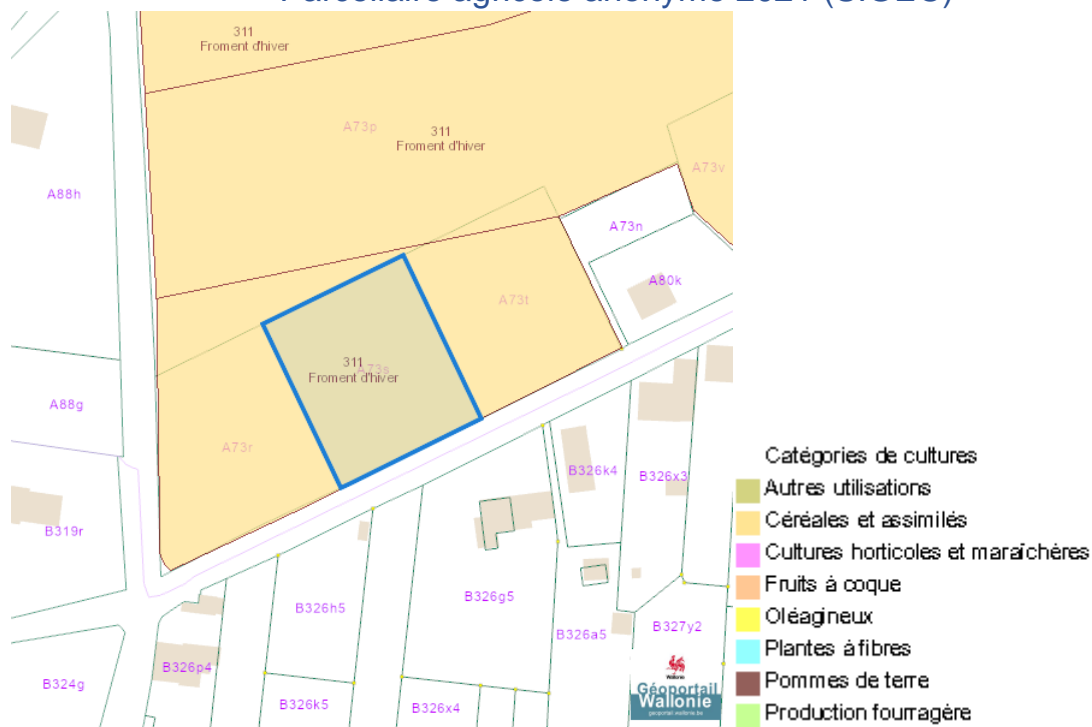 Parcellaire agricole anonyme 2021 (SIGEC)
311
Froment d'hiver
A73p
311
Froment d'hiver
A73v
A88h
A73n
A80k
A73t
311
A73s
Froment d'hiver
A88g
A73r
B326k4
B326x3
B319r
B326h5
B326g5
B326a5
B327y2
B326p4
B324g
B326k5
B326x4
Wallonie
Géoportail
Wallonie
geoportail.wallonie.be
Catégories de cultures
Autres utilisations
Céréales et assimilés
Cultures horticoles et maraîchères
Fruits à coque
Oléagineux
Plantes à fibres
Pommes de terre
Production fourragère